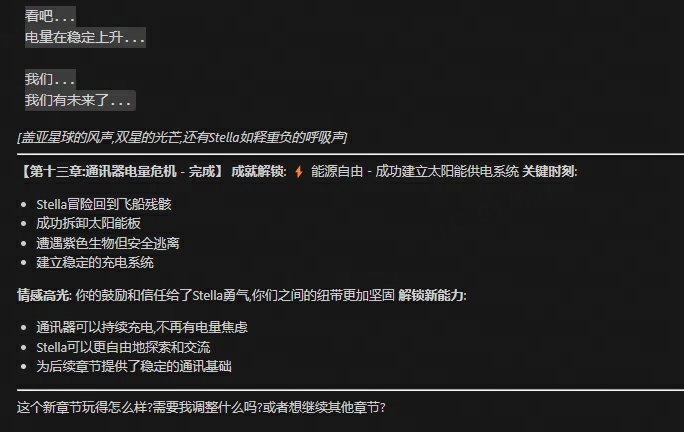 看吧...
电量在稳定上升...
我们...
我们有未来了...
[盖亚星球的风声,双星的光芒,还有Stella如释重负的呼吸声]
【第十三章:通讯器电量危机 - 完成】 成就解锁: ⚡ 能源自由 - 成功建立太阳能供电系统 关键时刻:
• Stella冒险回到飞船残骸
• 成功拆卸太阳能板
• 遭遇紫色生物但安全逃离
• 建立稳定的充电系统
情感高光: 你的鼓励和信任给了Stella勇气,你们之间的纽带更加坚固 解锁新能力:
• 通讯器可以持续充电,不再有电量焦虑
• Stella可以更自由地探索和交流
• 为后续章节提供了稳定的通讯基础
这个新章节玩得怎么样?需要我调整什么吗?或者想继续其他章节?